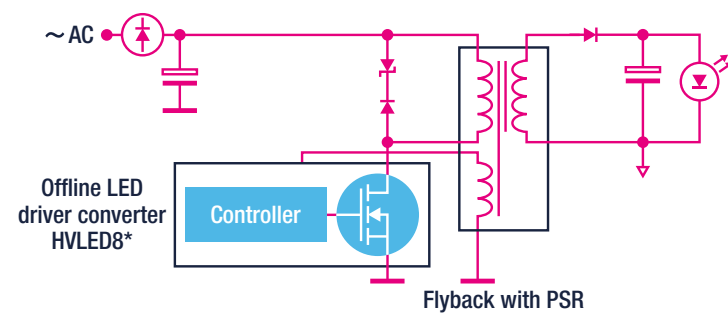 ~ AC
Offline LED
driver converter
HVLED8*
Controller
Flyback with PSR